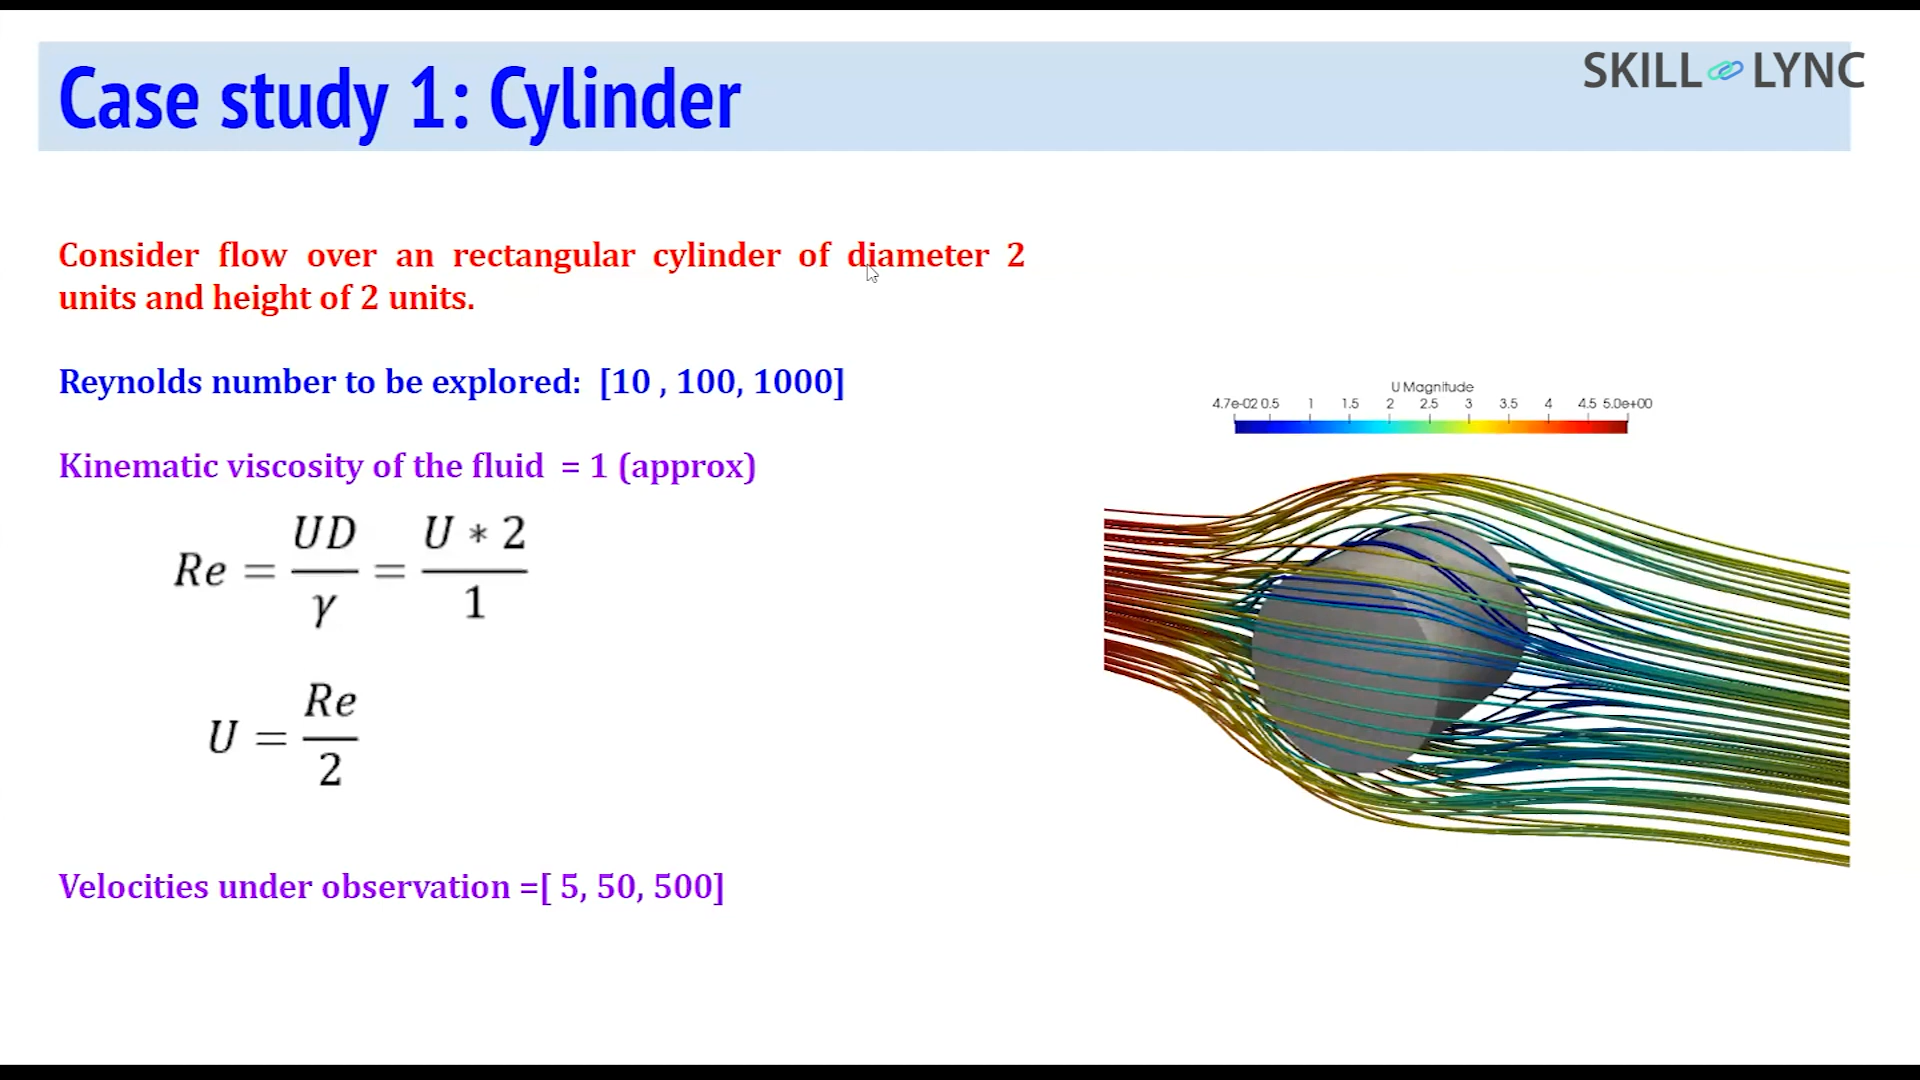 SKILL LYNC
Case study 1: Cylinder
Consider flow over an rectangular cylinder of diameter 2
units and height of 2 units.
Reynolds number to be explored: [10 , 100, 1000]
Kinematic viscosity of the fluid = 1 (approx)
Re = UD/γ = U * 2/1
U = Re/2
Velocities under observation =[ 5, 50, 500]
U Magnitude
4.7e-02 0.5 1 1.5 2 2.5 3 3.5 4 4.5 5.0e+00